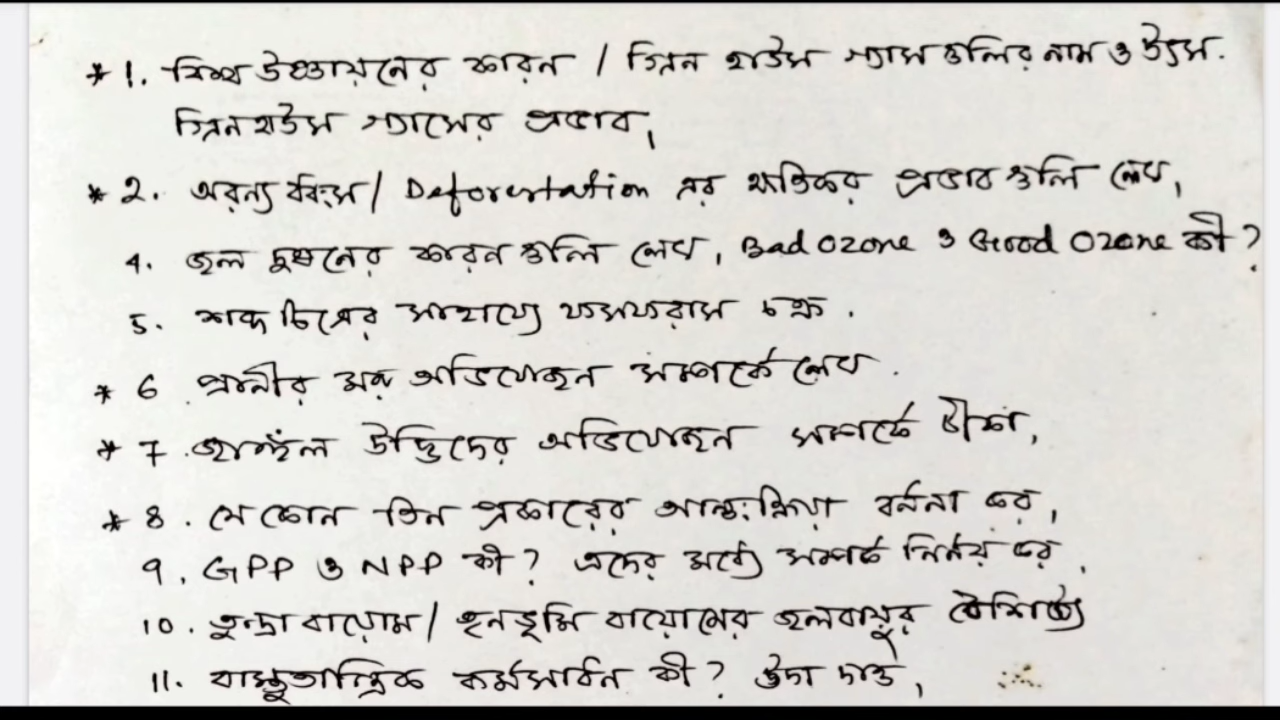 * 1. বিশ্ব উষ্ণায়নের কারন / গ্রিন হাউস গ্যাস গুলির নাম ও উৎস.
গ্রিনহাউস গ্যাসের প্রভাব,
* 2. অরন্য ধ্বংস / Deforestation এর ক্ষতিকর প্রভাব গুলি লেখ,
4. জল দুষনের কারন গুলি লেখ, Bad Ozone ও Good Ozone কী?
5. শব্দ চিত্রের সাহায্যে ফসফরাস চক্র.
* 6. প্রানীর মরু অভিযোজন সম্পর্কে লেখ.
* 7. জাঙ্গল উদ্ভিদের অভিযোজন সম্পর্কে টীকা,
* 8. যে কোন তিন প্রকারের আন্তঃক্রিয়া বর্ননা কর,
9. GPP ও NPP কী? এদের মধ্যে সম্পর্ক নির্নয় কর,
10. তুন্দ্রা বায়োম / তৃনভূমি বায়োমের জলবায়ুর বৈশিষ্ট্য
11. বাস্তুতান্ত্রিক কর্মসাধন কী? উদা দাও,